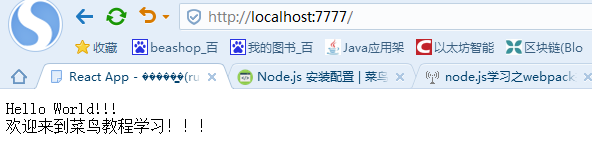 http://localhost:7777/
收藏 beashop_百 我的图书_百 Java应用架 以太坊智能 区块链(Blo
React App - ������(ru Node.js 安装配置 | 菜鸟 node.js学习之webpack
Hello World!!!
欢迎来到菜鸟教程学习！！！